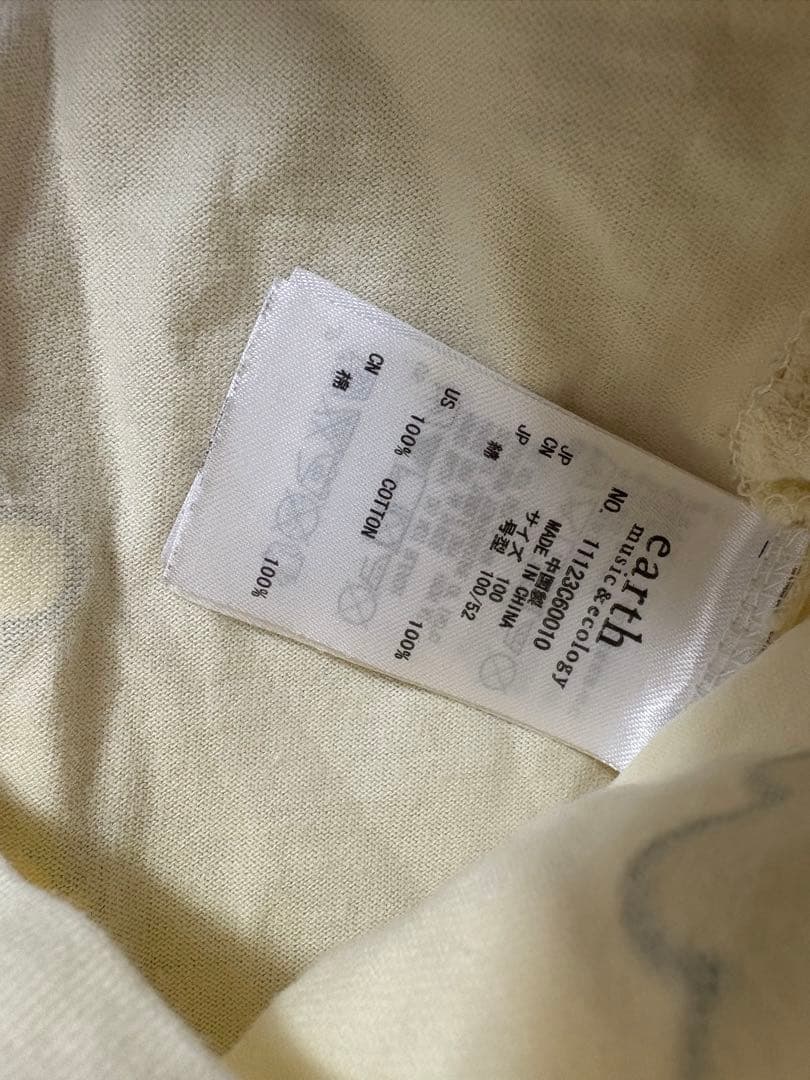 earth
music&ecology
NO. 11123C60010
中国製
MADE IN CHINA
JP サイズ 100
CN 号型 100/52
JP
綿 100%
US
100% COTTON
CN
棉 100%